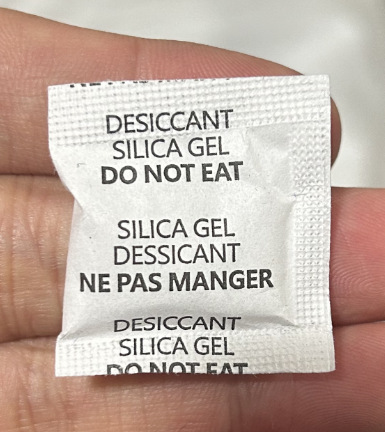 DESICCANT
SILICA GEL
DO NOT EAT
SILICA GEL
DESSICANT
NE PAS MANGER
DESICCANT
SILICA GEL
DO NOT EAT